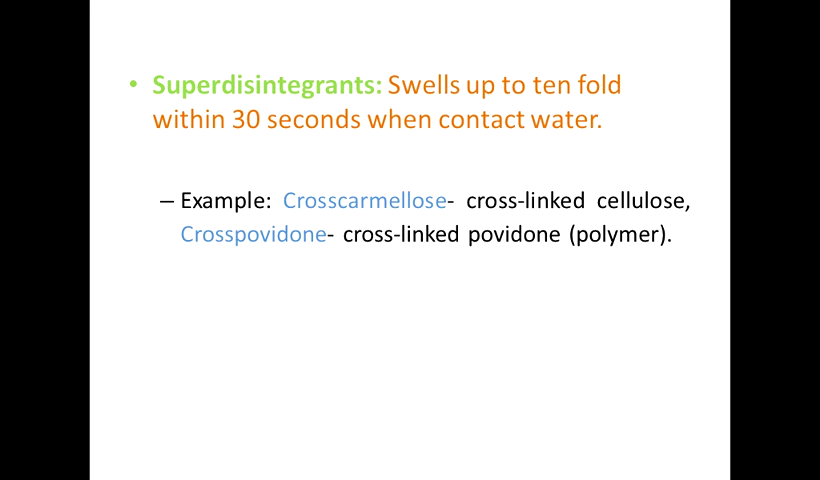 • Superdisintegrants: Swells up to ten fold
within 30 seconds when contact water.
– Example: Crosscarmellose- cross-linked cellulose,
Crosspovidone- cross-linked povidone (polymer).